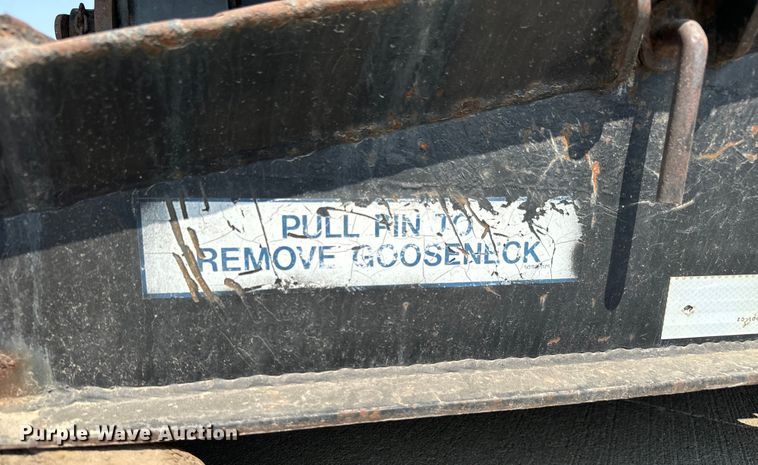 PULL PIN TO
REMOVE GOOSENECK
Purple Wave Auction